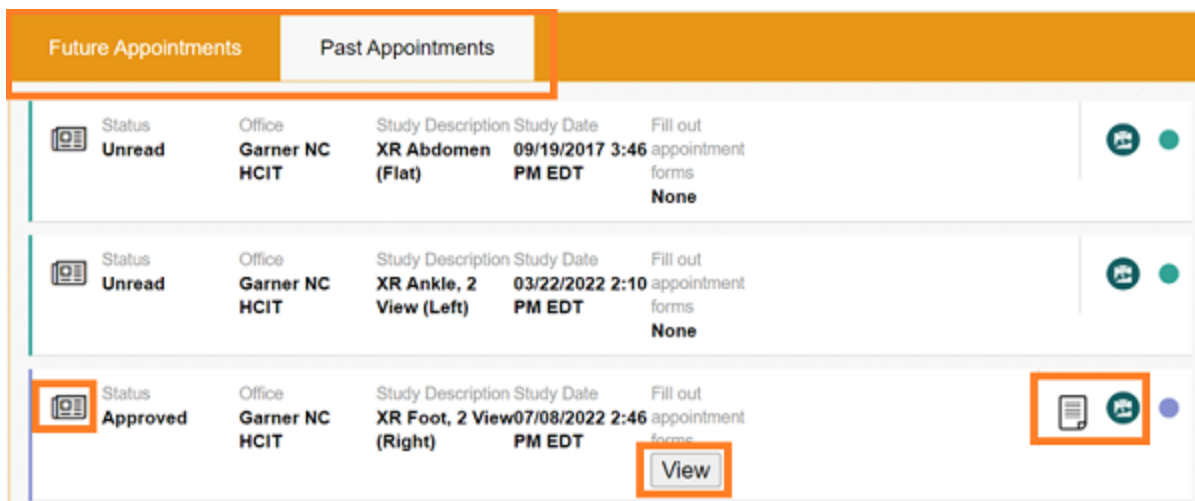 Future Appointments
Past Appointments
Status
Unread
Office
Garner NC
HCIT
Study Description
XR Abdomen
(Flat)
Study Date
09/19/2017 3:46
PM EDT
Fill out
appointment
forms
None
Status
Unread
Office
Garner NC
HCIT
Study Description
XR Ankle, 2
View (Left)
Study Date
03/22/2022 2:10
PM EDT
Fill out
appointment
forms
None
Status
Approved
Office
Garner NC
HCIT
Study Description
XR Foot, 2 View
(Right)
Study Date
07/08/2022 2:46
PM EDT
Fill out
appointment
forms
View